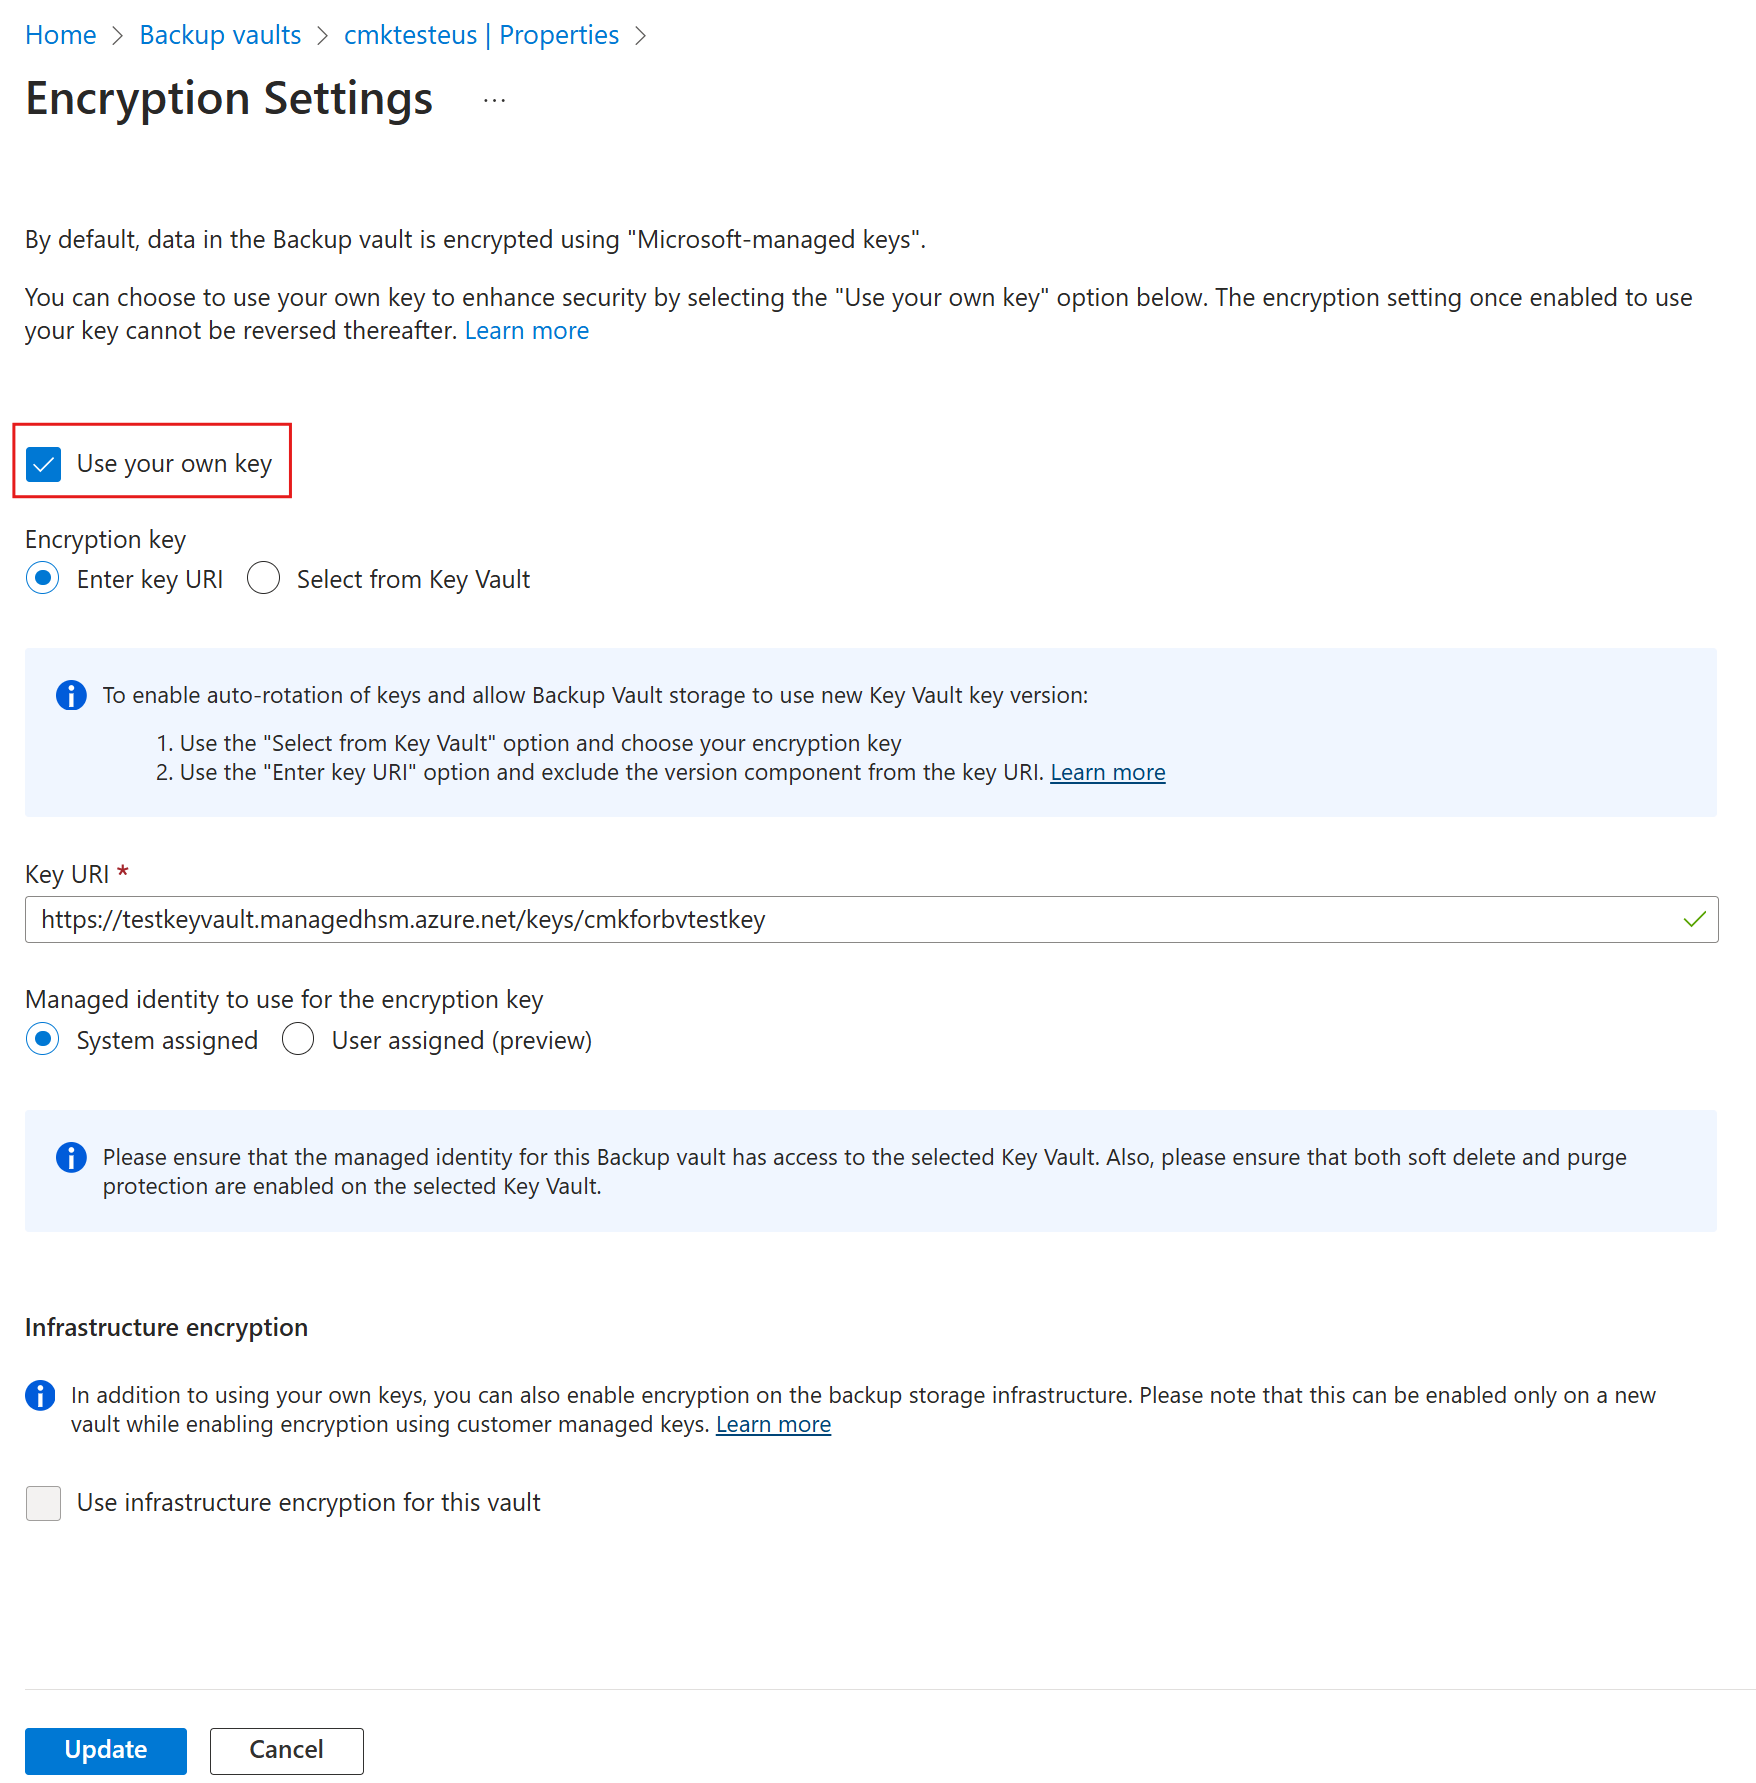 Home > Backup vaults > cmktesteus | Properties >
Encryption Settings ...
By default, data in the Backup vault is encrypted using "Microsoft-managed keys".
You can choose to use your own key to enhance security by selecting the "Use your own key" option below. The encryption setting once enabled to use
your key cannot be reversed thereafter. Learn more
Use your own key
Encryption key
Enter key URI Select from Key Vault
To enable auto-rotation of keys and allow Backup Vault storage to use new Key Vault key version:
1. Use the "Select from Key Vault" option and choose your encryption key
2. Use the "Enter key URI" option and exclude the version component from the key URI. Learn more
Key URI *
https://testkeyvault.managedhsm.azure.net/keys/cmkforbvtestkey
Managed identity to use for the encryption key
System assigned User assigned (preview)
Please ensure that the managed identity for this Backup vault has access to the selected Key Vault. Also, please ensure that both soft delete and purge
protection are enabled on the selected Key Vault.
Infrastructure encryption
In addition to using your own keys, you can also enable encryption on the backup storage infrastructure. Please note that this can be enabled only on a new
vault while enabling encryption using customer managed keys. Learn more
Use infrastructure encryption for this vault
Update Cancel